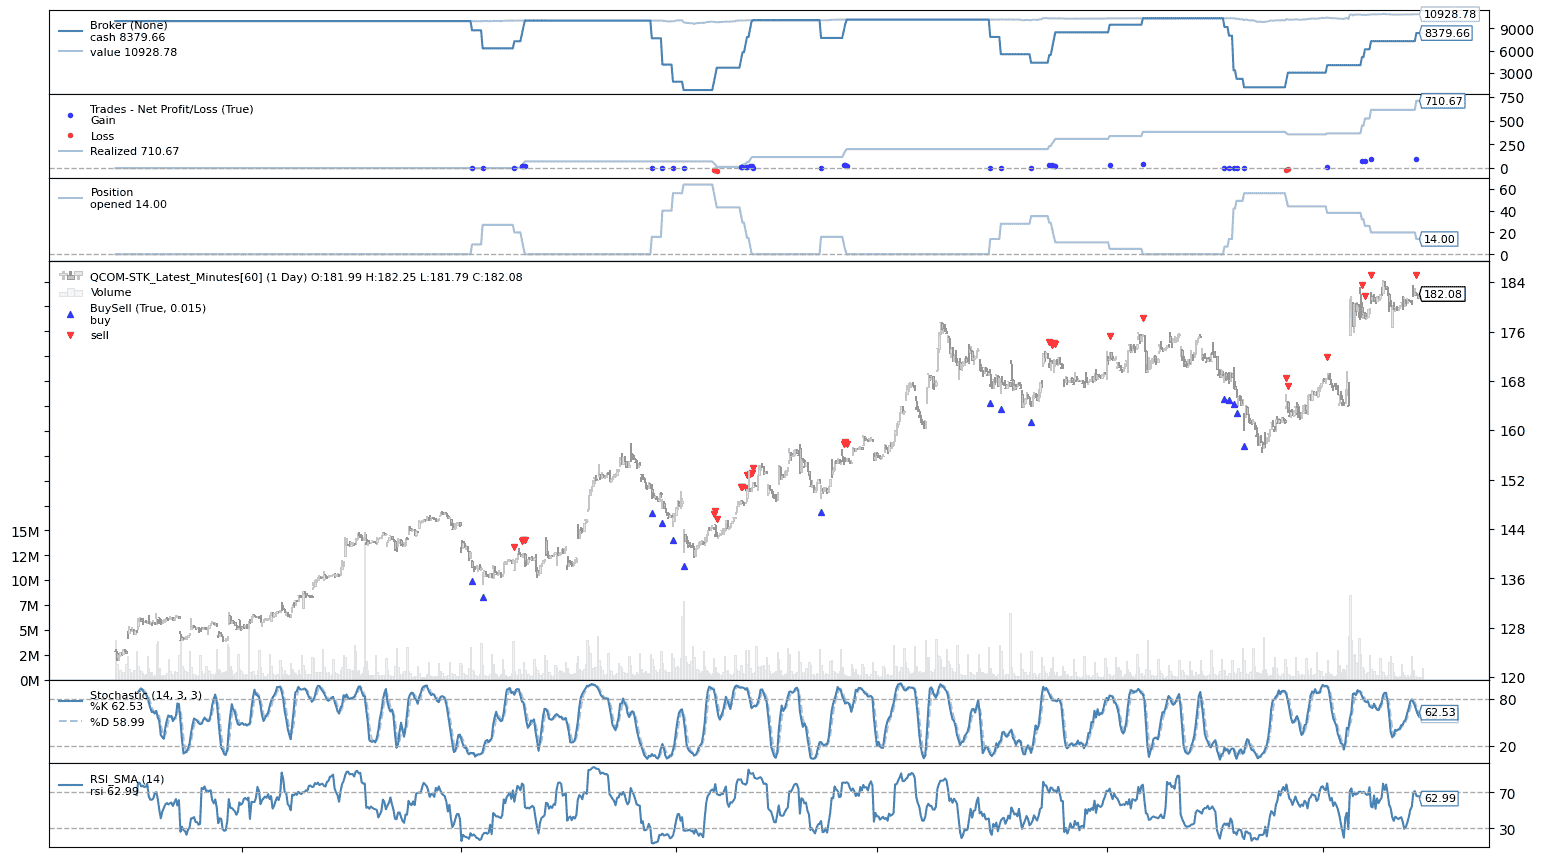 Broker (None)
cash 8379.66
value 10928.78
10928.78
9000
8379.66
6000
3000
Trades - Net Profit/Loss (True)
Gain
Loss
Realized 710.67
750
710.67
500
250
0
Position
opened 14.00
60
40
20
14.00
0
QCOM-STK_Latest_Minutes[60] (1 Day) O:181.99 H:182.25 L:181.79 C:182.08
Volume
BuySell (True, 0.015)
buy
sell
184
182.08
176
168
160
152
144
136
128
120
15M
12M
10M
7M
5M
2M
0M
Stochastic (14, 3, 3)
%K 62.53
%D 58.99
80
62.53
20
RSI_SMA (14)
rsi 62.99
70
62.99
30